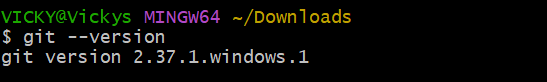 VICKY@Vickys MINGW64 ~/Downloads
$ git --version
git version 2.37.1.windows.1